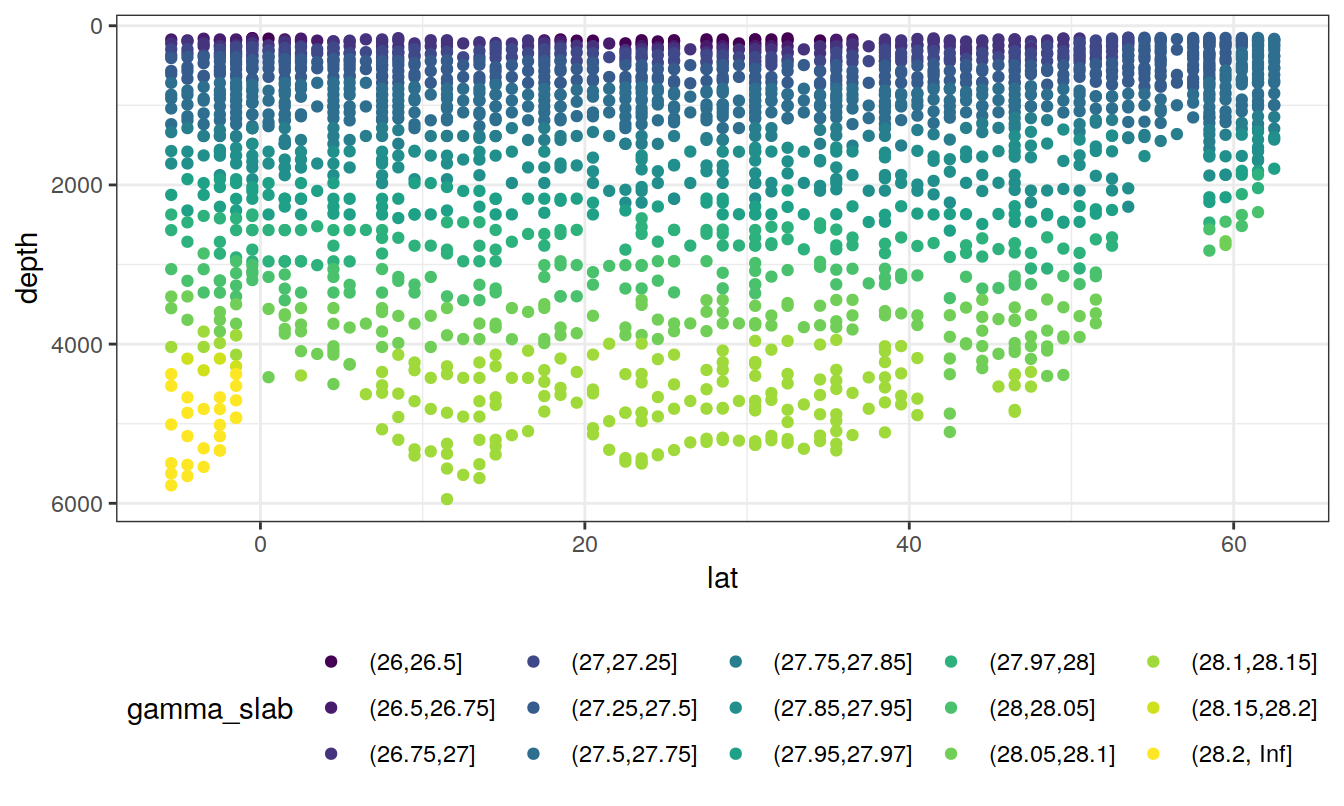 0
2000
4000
6000
depth
0 20 40 60
lat
gamma_slab
(26,26.5] (27,27.25] (27.75,27.85] (27.97,28] (28.1,28.15]
(26.5,26.75] (27.25,27.5] (27.85,27.95] (28,28.05] (28.15,28.2]
(26.75,27] (27.5,27.75] (27.95,27.97] (28.05,28.1] (28.2, Inf]